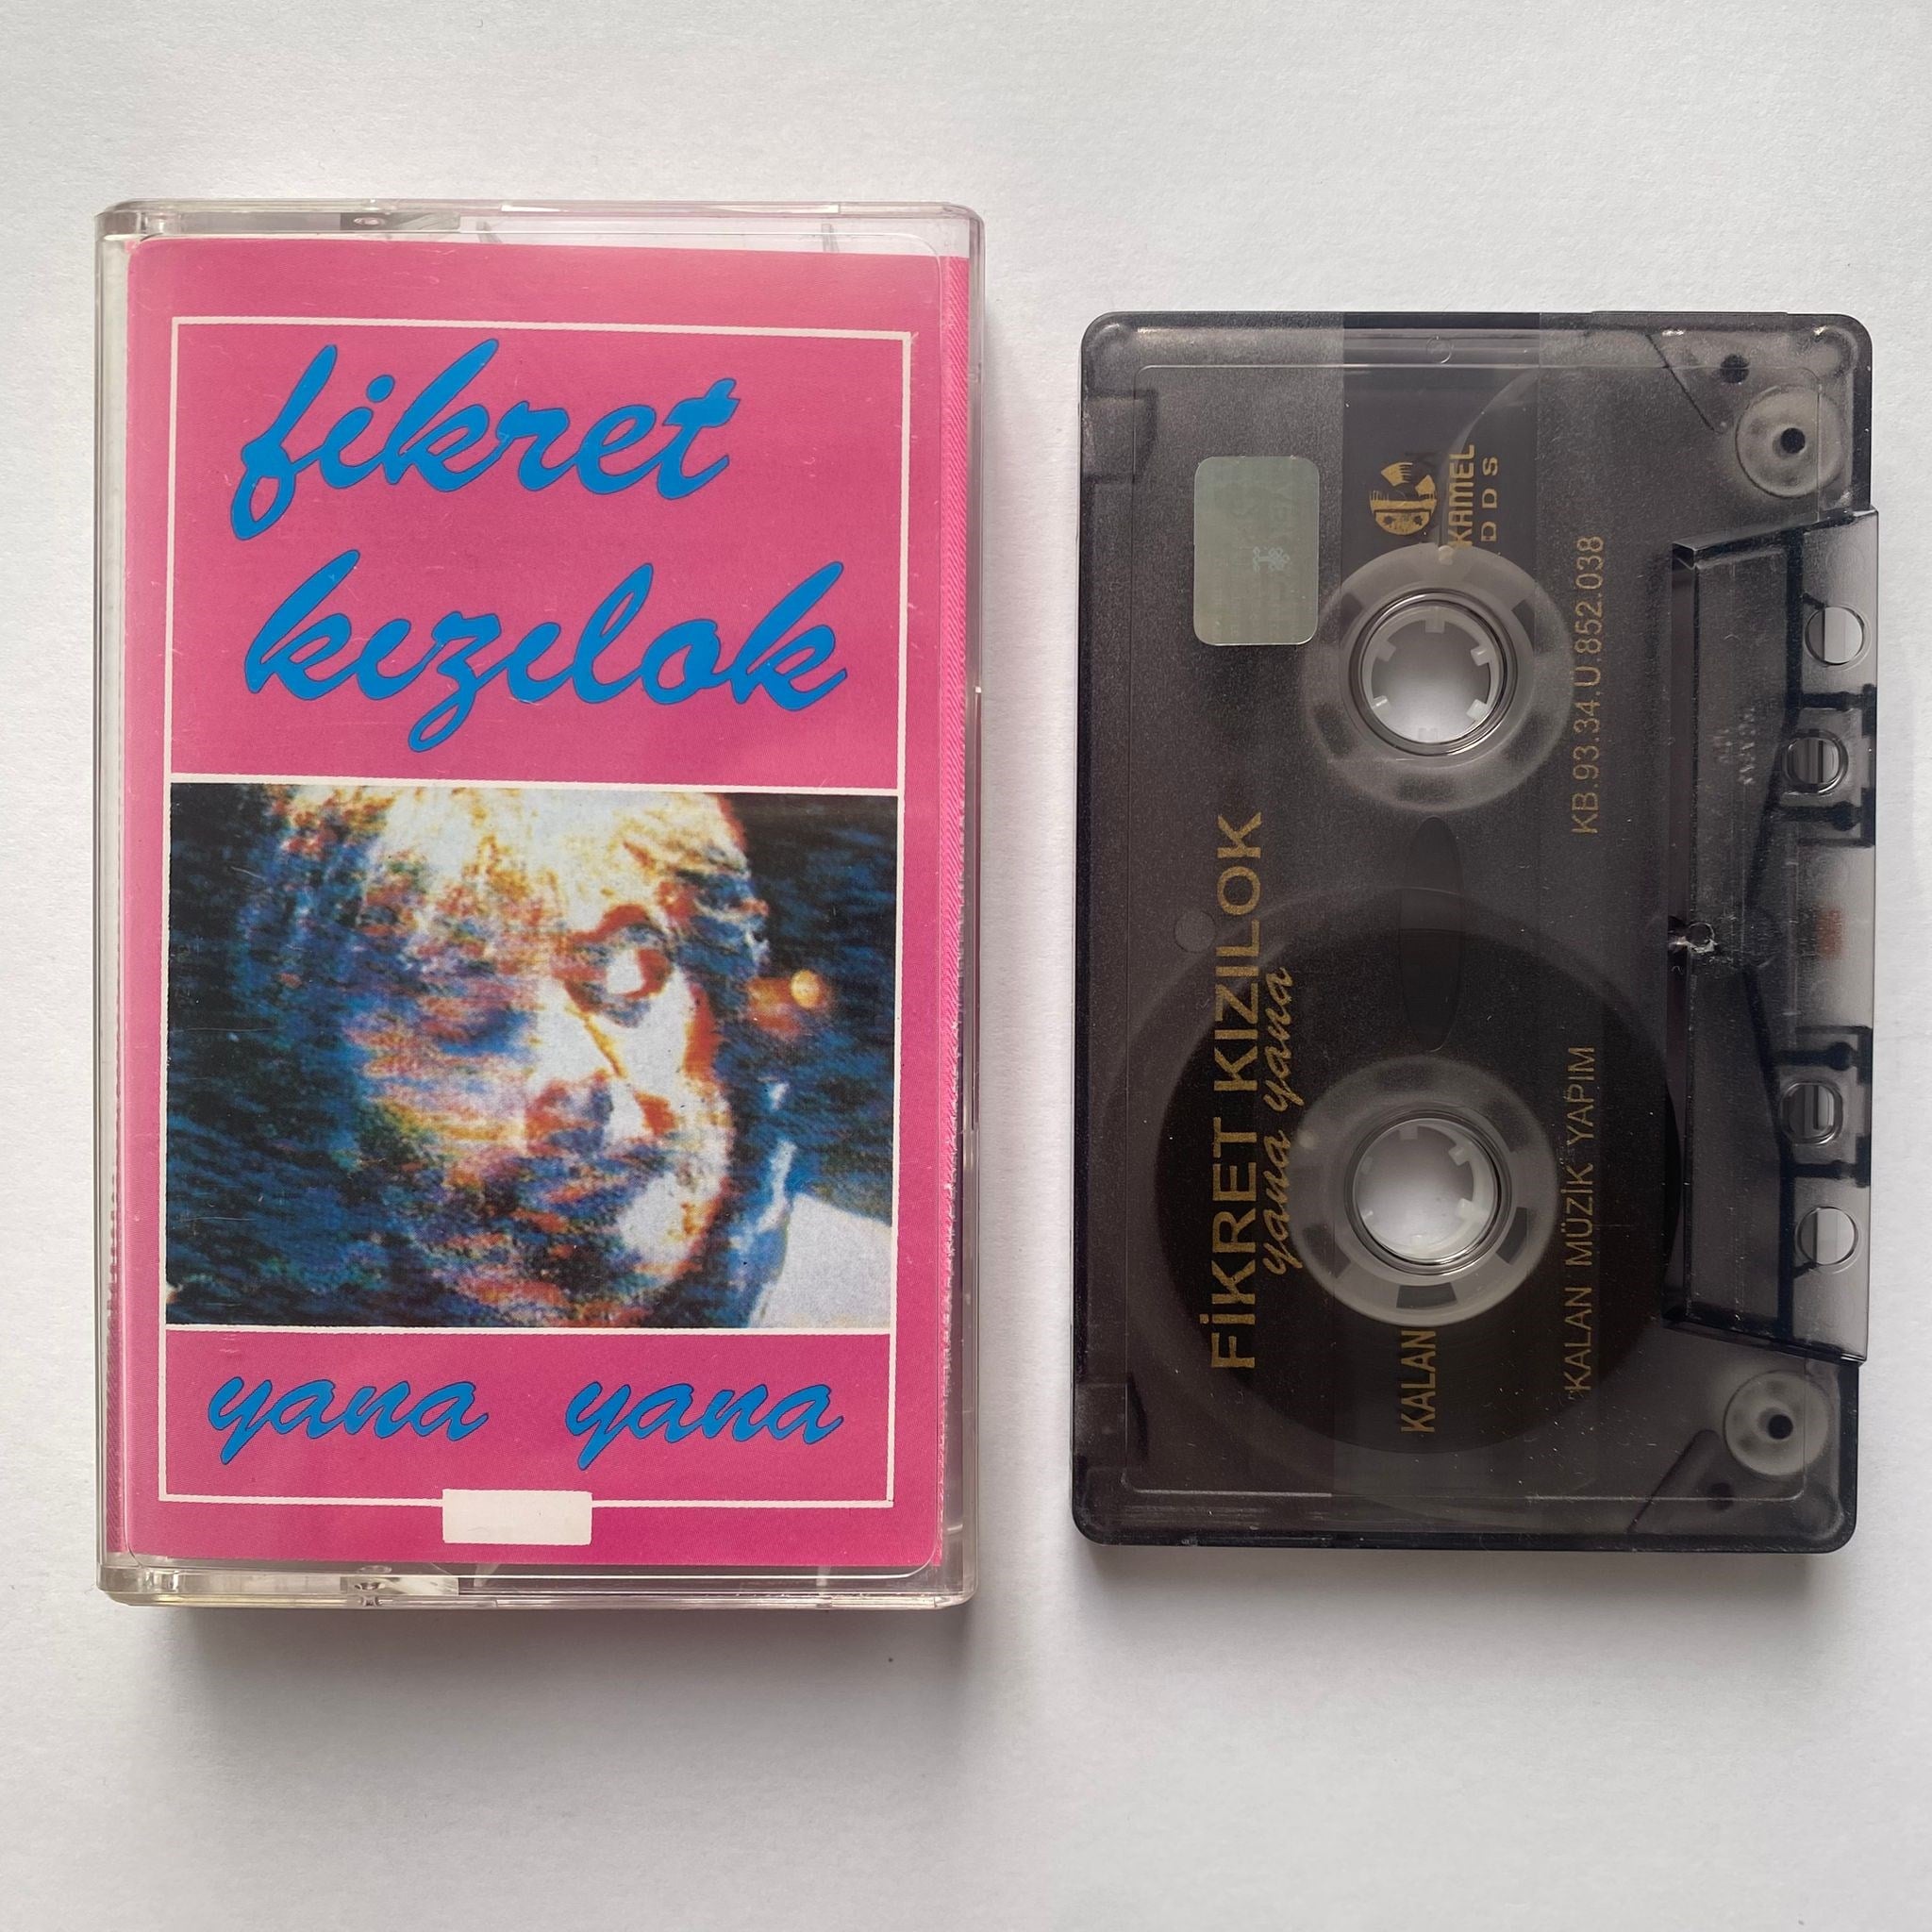 fikret
kızılok
yana yana
FİKRET KIZILOK
yana yana
KALAN
KAMEL
DDS
KALAN MÜZİK YAPIM
KB.93.34.Ü.852.038